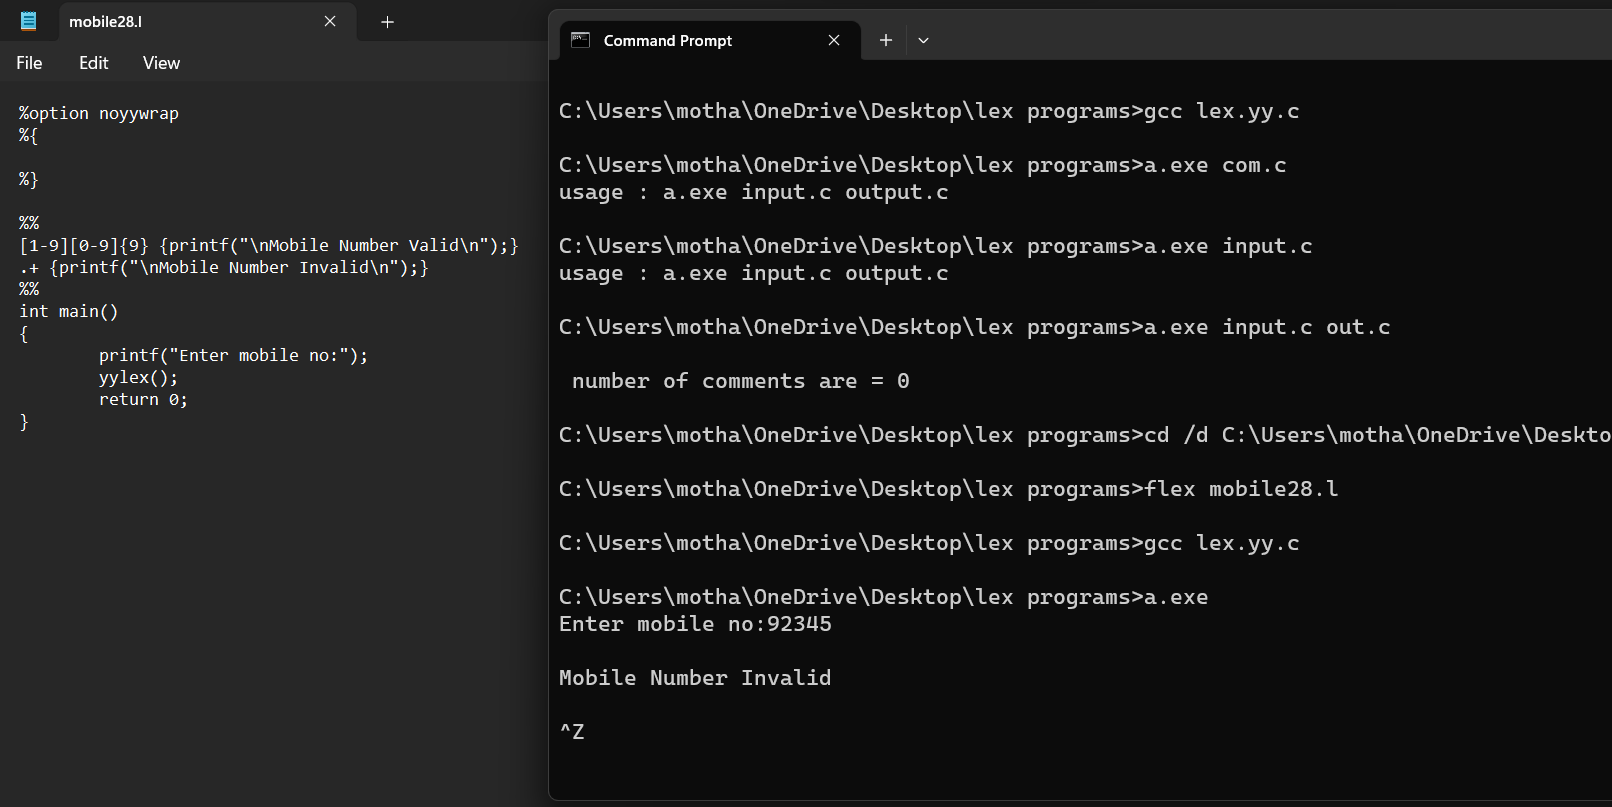 mobile28.l
File Edit View
%option noyywrap
%{
%}
%%
[1-9][0-9]{9} {printf("\nMobile Number Valid\n");}
.+ {printf("\nMobile Number Invalid\n");}
%%
int main()
{
printf("Enter mobile no:");
yylex();
return 0;
}
Command Prompt
C:\Users\motha\OneDrive\Desktop\lex programs>gcc lex.yy.c
C:\Users\motha\OneDrive\Desktop\lex programs>a.exe com.c
usage : a.exe input.c output.c
C:\Users\motha\OneDrive\Desktop\lex programs>a.exe input.c
usage : a.exe input.c output.c
C:\Users\motha\OneDrive\Desktop\lex programs>a.exe input.c out.c
number of comments are = 0
C:\Users\motha\OneDrive\Desktop\lex programs>cd /d C:\Users\motha\OneDrive\Deskto
C:\Users\motha\OneDrive\Desktop\lex programs>flex mobile28.l
C:\Users\motha\OneDrive\Desktop\lex programs>gcc lex.yy.c
C:\Users\motha\OneDrive\Desktop\lex programs>a.exe
Enter mobile no:92345
Mobile Number Invalid
^Z